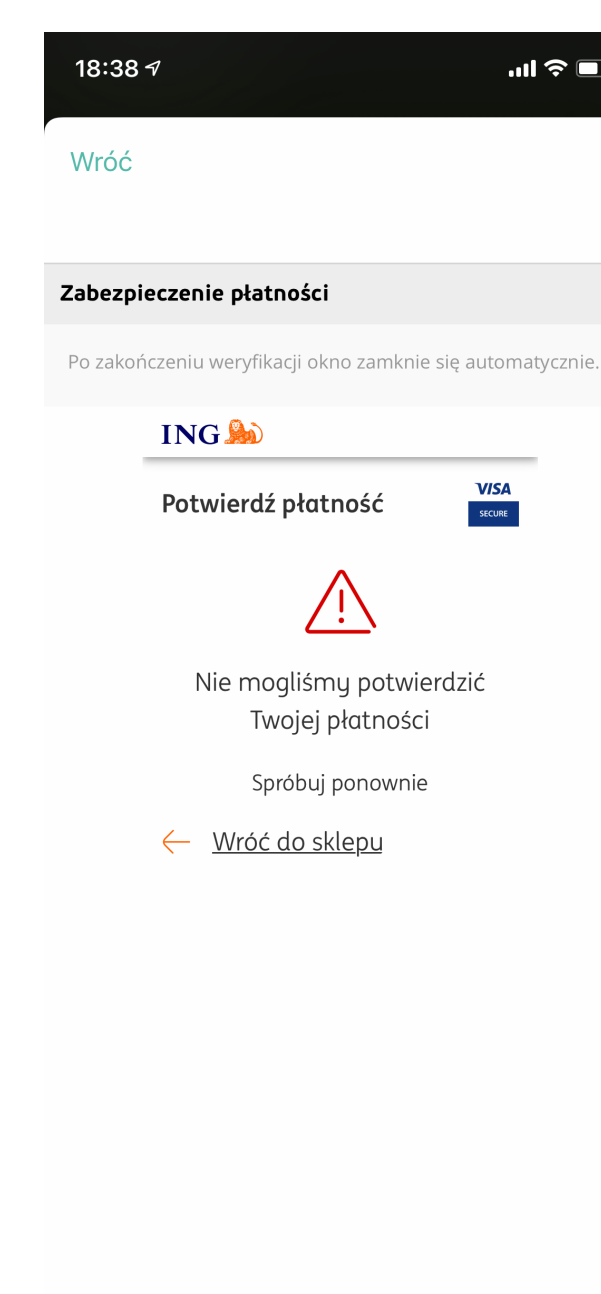 18:38
Wróć
Zabezpieczenie płatności
Po zakończeniu weryfikacji okno zamknie się automatycznie.
ING
Potwierdź płatność
VISA
SECURE
Nie mogliśmy potwierdzić
Twojej płatności
Spróbuj ponownie
Wróć do sklepu